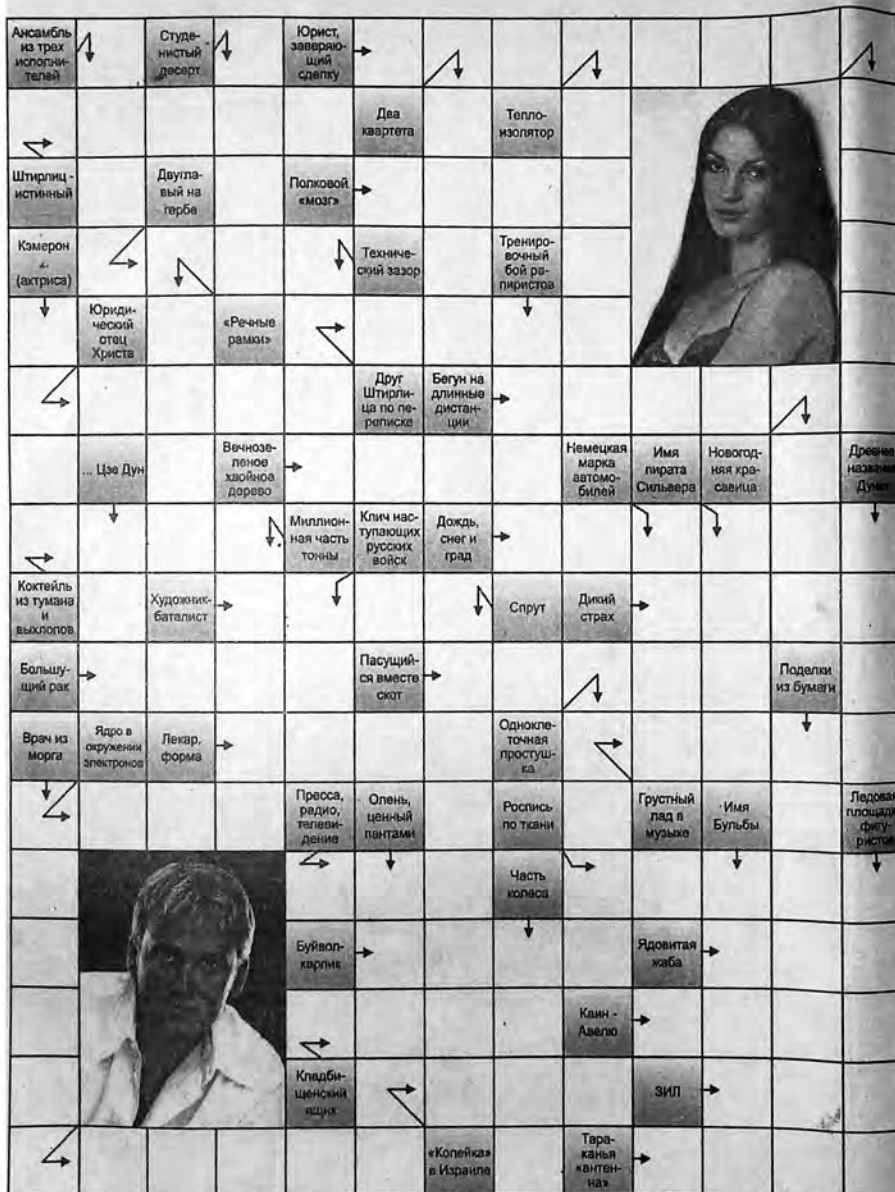 Ансамбль
из трех
исполни-
телей
Студе-
нистый
десерт
Юрист,
заверяю-
щий
сделку
Два
квартета
Тепло-
изолятор
Штирлиц -
истинный
Двугла-
вый на
гербе
Полковой
«мозг»
Кэмерон
...
(актриса)
Техниче-
ский зазор
Трениро-
вочный
бой ра-
пиристов
Юриди-
ческий
отец
Христа
«Речные
рамки»
Друг
Штирли-
ца по пе-
реписке
Бегун на
длинные
дистан-
ции
... Цзе Дун
Вечнозе-
леное
хвойное
дерево
Немецкая
марка
автомо-
билей
Имя
пирата
Сильвера
Новогод-
няя кра-
савица
Древнее
название
Дуная
Миллион-
ная часть
тонны
Клич нас-
тупающих
русских
войск
Дождь,
снег и
град
Коктейль
из тумана
и
выхлопов
Художник-
баталист
Спрут
Дикий
страх
Большу-
щий рак
Пасущий-
ся вместе
скот
Поделки
из бумаги
Врач из
морга
Ядро в
окружении
электронов
Лекар.
форма
Однокле-
точная
простуш-
ка
Пресса,
радио,
телеви-
дение
Олень,
ценный
пантами
Роспись
по ткани
Грустный
лад в
музыке
Имя
Бульбы
Ледовая
площадка
фигу-
ристов
Часть
колеса
Буйвол-
карлик
Ядовитая
жаба
Каин -
Авелю
Кладби-
щенский
ящик
ЗИЛ
«Копейка»
в Израиле
Тара-
канья
«антен-
на»